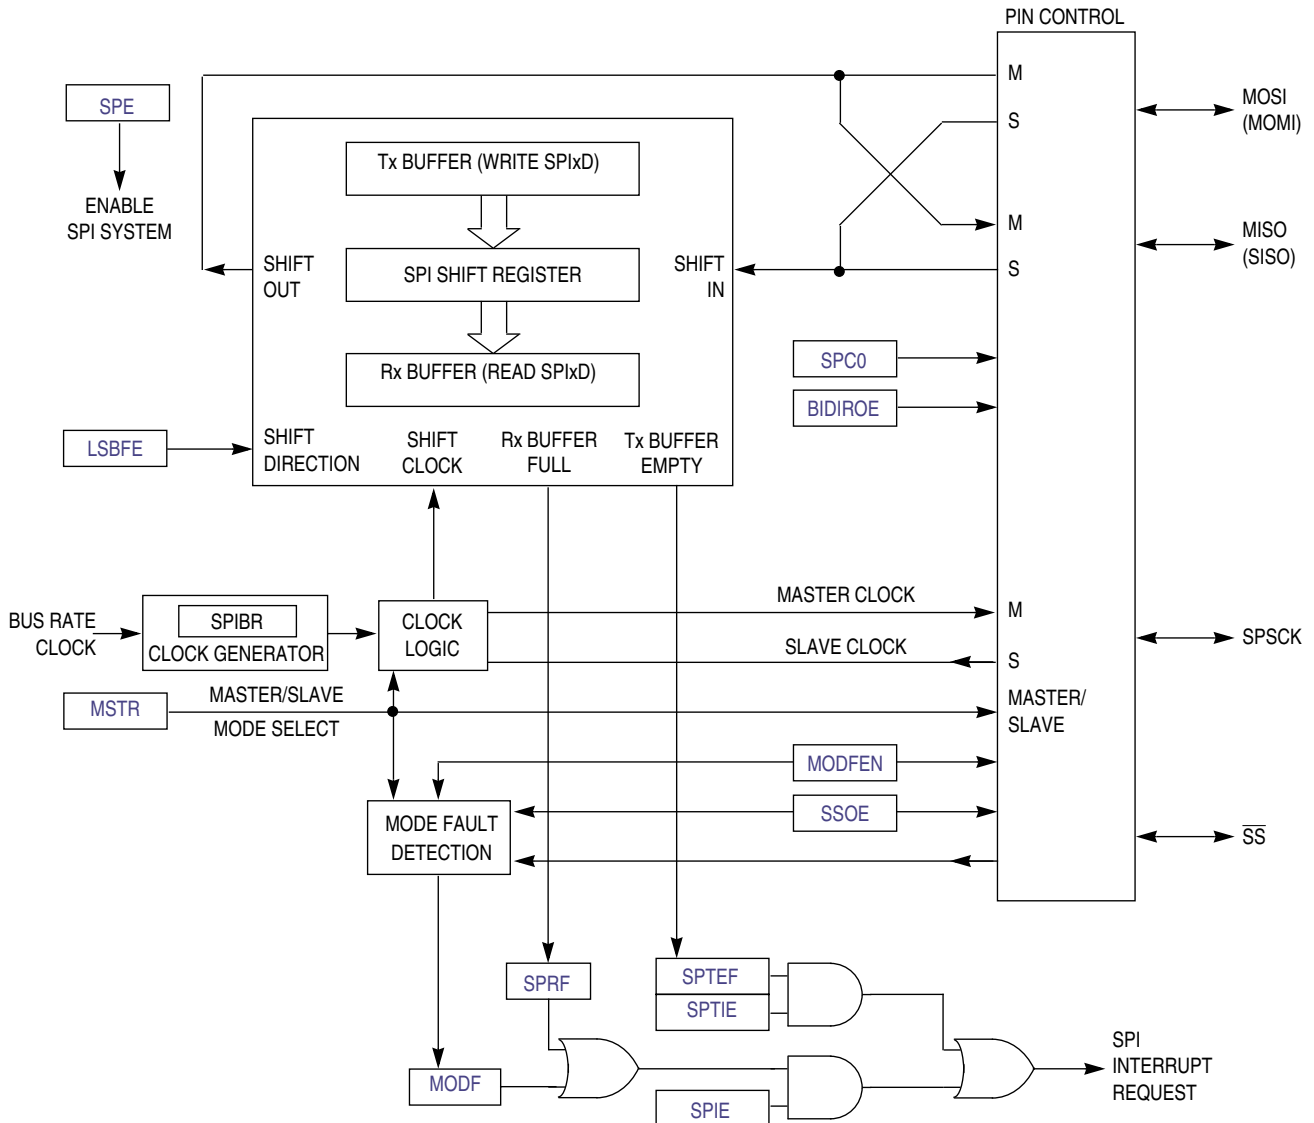 PIN CONTROL
M
SPE
MOSI
(MOMI)
S
Tx BUFFER (WRITE SPIxD)
ENABLE
SPI SYSTEM
M
MISO
(SISO)
SHIFT
OUT
SPI SHIFT REGISTER
SHIFT
IN
S
SPC0
Rx BUFFER (READ SPIxD)
BIDIROE
LSBFE
SHIFT
DIRECTION
SHIFT
CLOCK
Rx BUFFER
FULL
Tx BUFFER
EMPTY
MASTER CLOCK
M
BUS RATE
CLOCK
SPIBR
CLOCK GENERATOR
CLOCK
LOGIC
SLAVE CLOCK
S
SPSCK
MSTR
MASTER/SLAVE
MODE SELECT
MASTER/
SLAVE
MODFEN
SSOE
MODE FAULT
DETECTION
SS
SPRF
SPTEF
SPTIE
MODF
SPIE
SPI
INTERRUPT
REQUEST